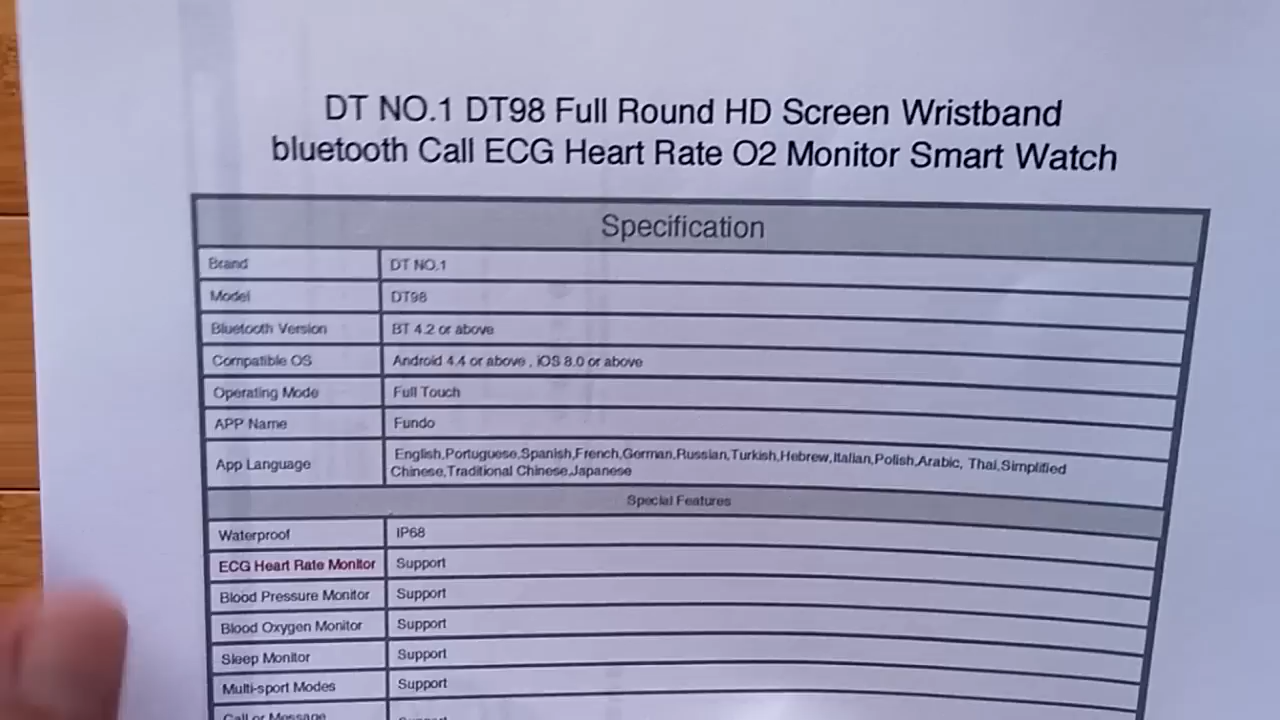 DT NO.1 DT98 Full Round HD Screen Wristband
bluetooth Call ECG Heart Rate O2 Monitor Smart Watch
Specification
Brand DT NO.1
Model DT98
Bluetooth Version BT 4.2 or above
Compatible OS Android 4.4 or above , iOS 8.0 or above
Operating Mode Full Touch
APP Name Fundo
App Language English,Portuguese,Spanish,French,German,Russian,Turkish,Hebrew,Italian,Polish,Arabic, Thai,Simplified
Chinese,Traditional Chinese,Japanese
Special Features
Waterproof IP68
ECG Heart Rate Monitor Support
Blood Pressure Monitor Support
Blood Oxygen Monitor Support
Sleep Monitor Support
Multi-sport Modes Support
Call or Message